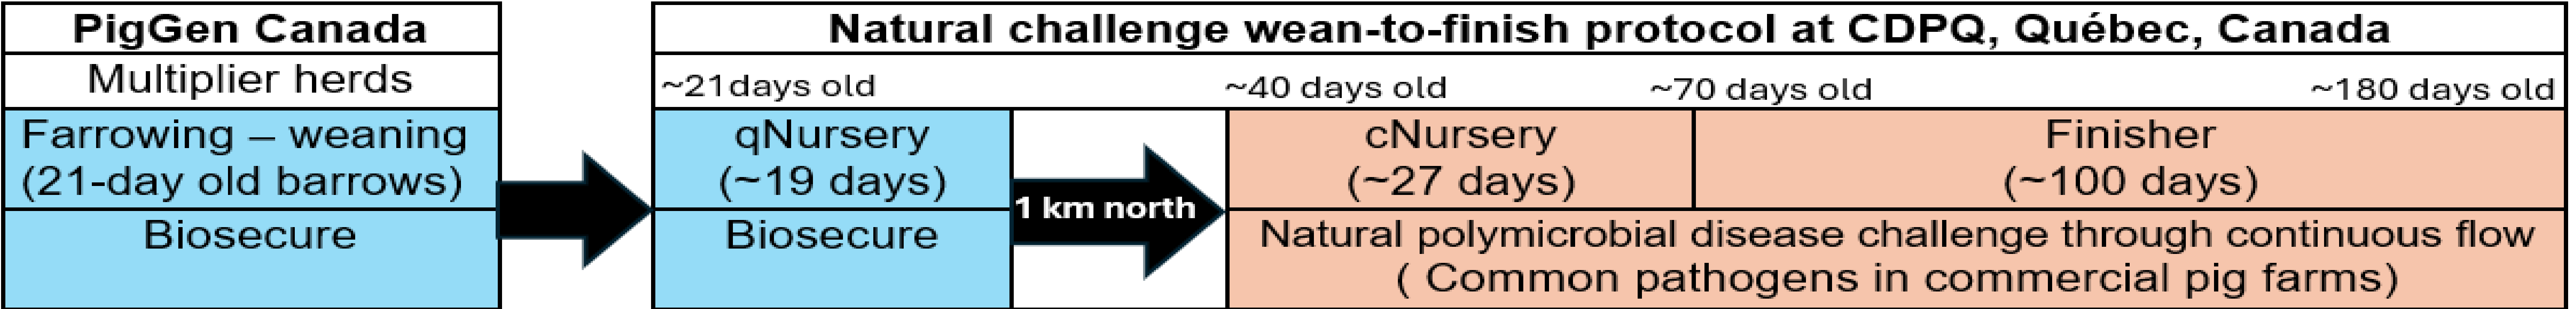 PigGen Canada
Multiplier herds
Farrowing – weaning
(21-day old barrows)
Biosecure
Natural challenge wean-to-finish protocol at CDPQ, Québec, Canada
~21days old
~40 days old
~70 days old
~180 days old
qNursery
(~19 days)
Biosecure
1 km north
cNursery
(~27 days)
Finisher
(~100 days)
Natural polymicrobial disease challenge through continuous flow
( Common pathogens in commercial pig farms)